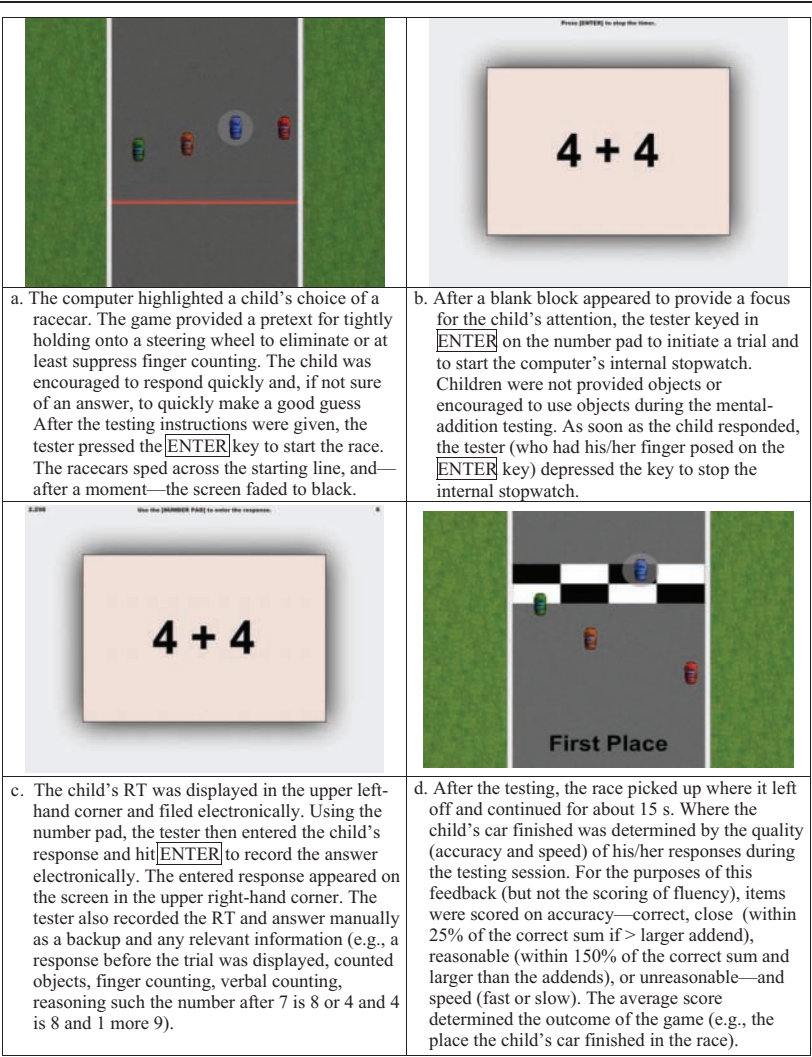 a. The computer highlighted a child's choice of a
racecar. The game provided a pretext for tightly
holding onto a steering wheel to eliminate or at
least suppress finger counting. The child was
encouraged to respond quickly and, if not sure
of an answer, to quickly make a good guess
After the testing instructions were given, the
tester pressed the ENTER key to start the race.
The racecars sped across the starting line, and—
after a moment—the screen faded to black.
Press [ENTER] to stop the timer.
4 + 4
b. After a blank block appeared to provide a focus
for the child's attention, the tester keyed in
ENTER on the number pad to initiate a trial and
to start the computer's internal stopwatch.
Children were not provided objects or
encouraged to use objects during the mental-
addition testing. As soon as the child responded,
the tester (who had his/her finger posed on the
ENTER key) depressed the key to stop the
internal stopwatch.
Use the [NUMBER PAD] to enter the response.
4 + 4
c. The child's RT was displayed in the upper left-
hand corner and filed electronically. Using the
number pad, the tester then entered the child's
response and hit ENTER to record the answer
electronically. The entered response appeared on
the screen in the upper right-hand corner. The
tester also recorded the RT and answer manually
as a backup and any relevant information (e.g., a
response before the trial was displayed, counted
objects, finger counting, verbal counting,
reasoning such the number after 7 is 8 or 4 and 4
is 8 and 1 more 9).
First Place
d. After the testing, the race picked up where it left
off and continued for about 15 s. Where the
child's car finished was determined by the quality
(accuracy and speed) of his/her responses during
the testing session. For the purposes of this
feedback (but not the scoring of fluency), items
were scored on accuracy—correct, close (within
25% of the correct sum if > larger addend),
reasonable (within 150% of the correct sum and
larger than the addends), or unreasonable—and
speed (fast or slow). The average score
determined the outcome of the game (e.g., the
place the child's car finished in the race).